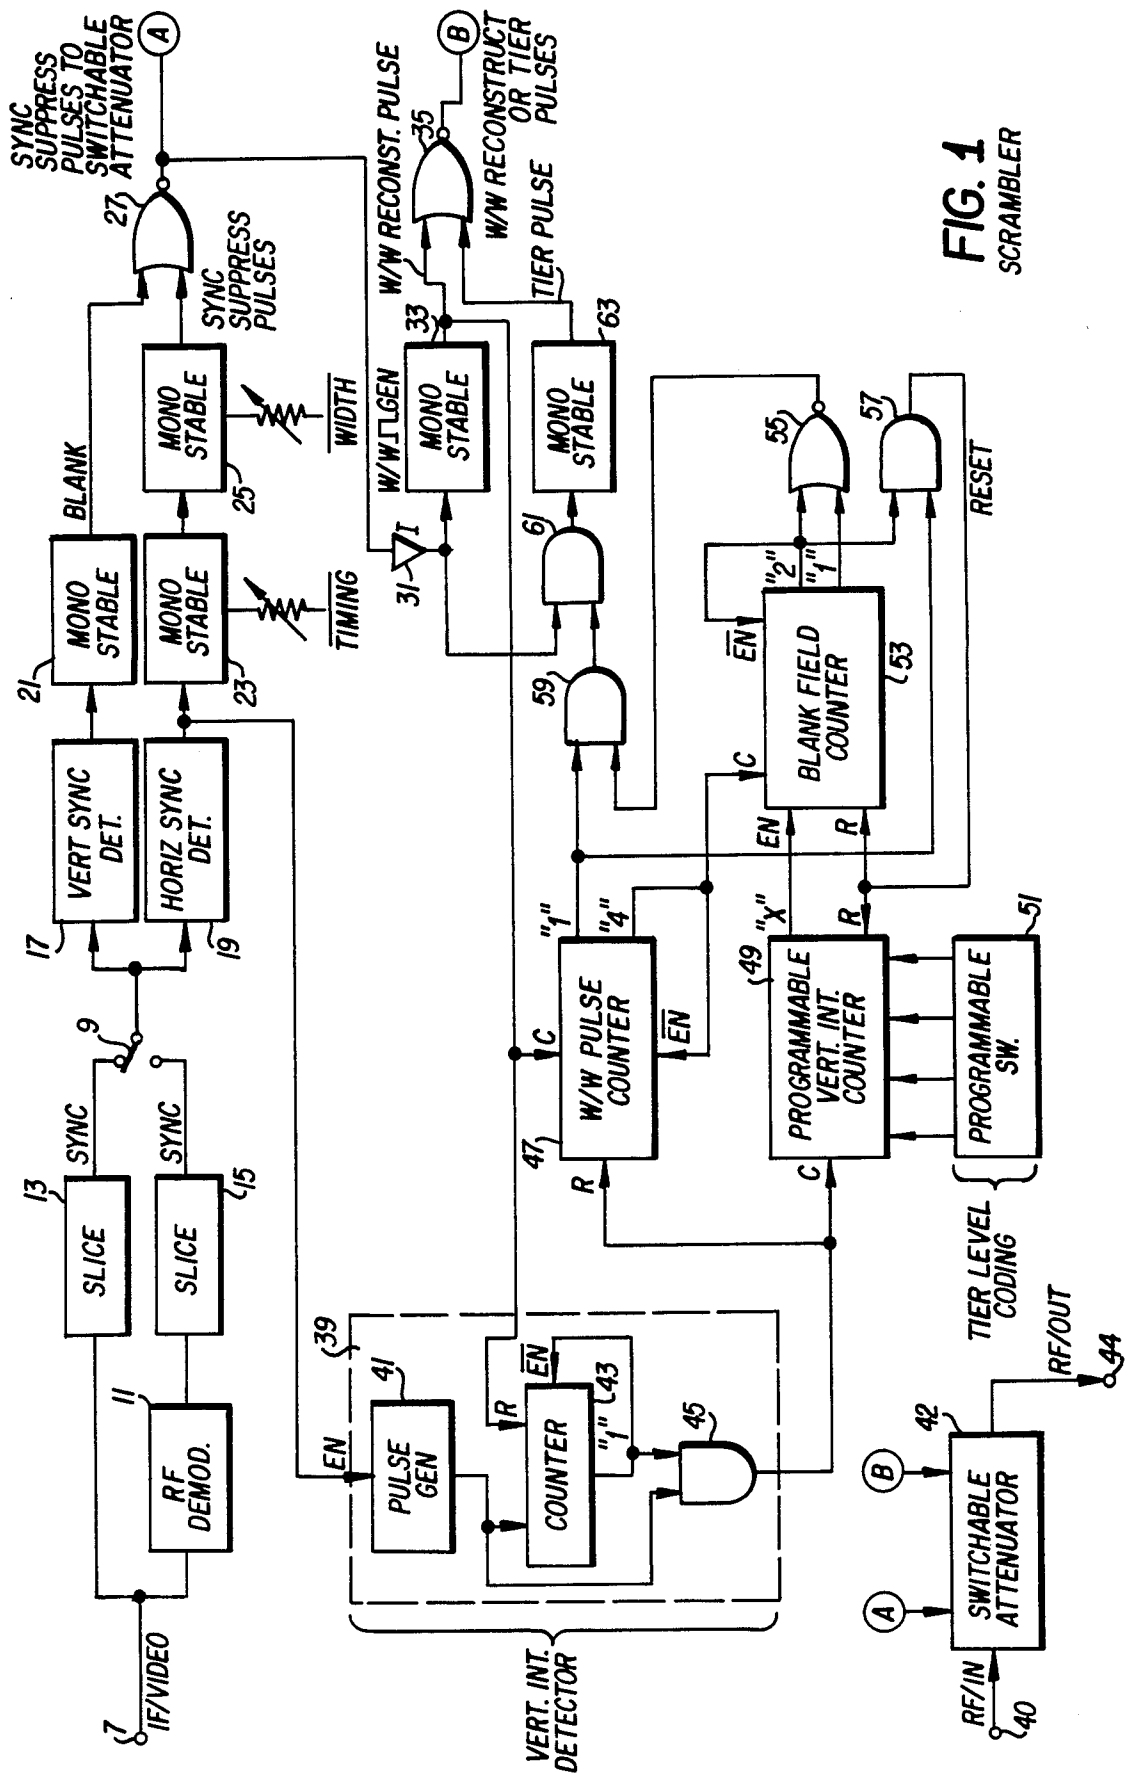 7
IF/VIDEO
11
RF
DEMOD.
13
SLICE
SYNC
15
SLICE
SYNC
9
17
VERT SYNC
DET.
19
HORIZ SYNC
DET.
21
MONO
STABLE
BLANK
23
MONO
STABLE
TIMING
25
MONO
STABLE
WIDTH
SYNC
SUPPRESS
PULSES
27
SYNC
SUPPRESS
PULSES TO
SWITCHABLE
ATTENUATOR
A
31
I
W/W GEN
MONO
STABLE
33
W/W RECONST. PULSE
35
B
W/W RECONSTRUCT
OR TIER
PULSES
TIER PULSE
MONO
STABLE
63
61
59
VERT. INT.
DETECTOR
39
EN
41
PULSE
GEN
R
EN
COUNTER
43
"1"
45
47
W/W PULSE
COUNTER
R
C
EN
"1"
"4"
C
49
PROGRAMMABLE
VERT. INT.
COUNTER
"X"
R
PROGRAMMABLE
SW.
51
TIER LEVEL
CODING
EN
R
C
EN
BLANK FIELD
COUNTER
53
"2"
"1"
55
57
RESET
RF/IN
40
A
B
SWITCHABLE
ATTENUATOR
42
RF/OUT
44
FIG. 1
SCRAMBLER